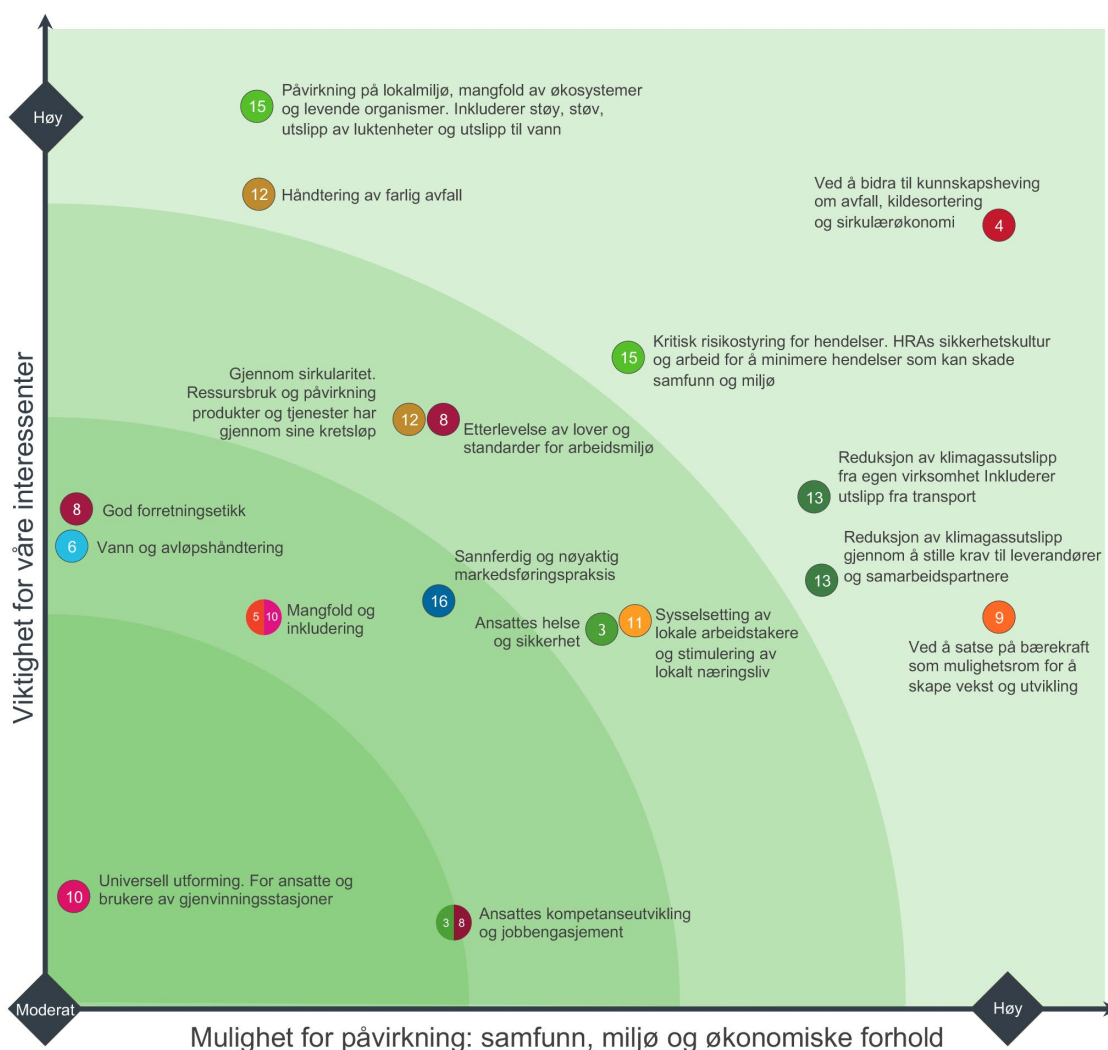 Høy
15
Påvirkning på lokalmiljø, mangfold av økosystemer
og levende organismer. Inkluderer støy, støv,
utslipp av luktenheter og utslipp til vann
12
Håndtering av farlig avfall
Ved å bidra til kunnskapsheving
om avfall, kildesortering
og sirkulærøkonomi
4
15
Kritisk risikostyring for hendelser. HRAs sikkerhetskultur
og arbeid for å minimere hendelser som kan skade
samfunn og miljø
Gjennom sirkularitet.
Ressursbruk og påvirkning
produkter og tjenester har
gjennom sine kretsløp
12
8
Etterlevelse av lover og
standarder for arbeidsmiljø
Reduksjon av klimagassutslipp
fra egen virksomhet Inkluderer
utslipp fra transport
13
8
God forretningsetikk
6
Vann og avløpshåndtering
Reduksjon av klimagassutslipp
gjennom å stille krav til leverandører
og samarbeidspartnere
13
Sannferdig og nøyaktig
markedsføringspraksis
16
5 10
Mangfold og
inkludering
Ansattes helse
og sikkerhet
3
11
Sysselsetting av
lokale arbeidstakere
og stimulering av
lokalt næringsliv
9
Ved å satse på bærekraft
som mulighetsrom for å
skape vekst og utvikling
10
Universell utforming. For ansatte og
brukere av gjenvinningsstasjoner
3 8
Ansattes kompetanseutvikling
og jobbengasjement
Viktighet for våre interessenter
Moderat
Høy
Mulighet for påvirkning: samfunn, miljø og økonomiske forhold